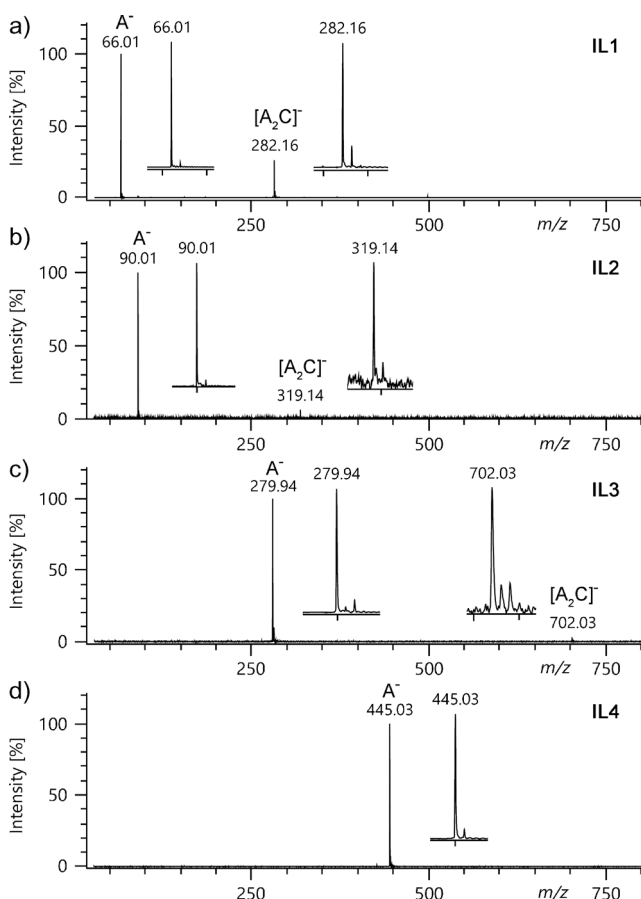 a)
IL1
A⁻
66.01
66.01
282.16
[A₂C]⁻
282.16
Intensity [%]
100
50
0
250
500
m/z
750
b)
IL2
A⁻
90.01
90.01
319.14
[A₂C]⁻
319.14
Intensity [%]
100
50
0
250
500
m/z
750
c)
IL3
A⁻
279.94
279.94
702.03
[A₂C]⁻
702.03
Intensity [%]
100
50
0
250
500
m/z
750
d)
IL4
A⁻
445.03
445.03
Intensity [%]
100
50
0
250
500
m/z
750